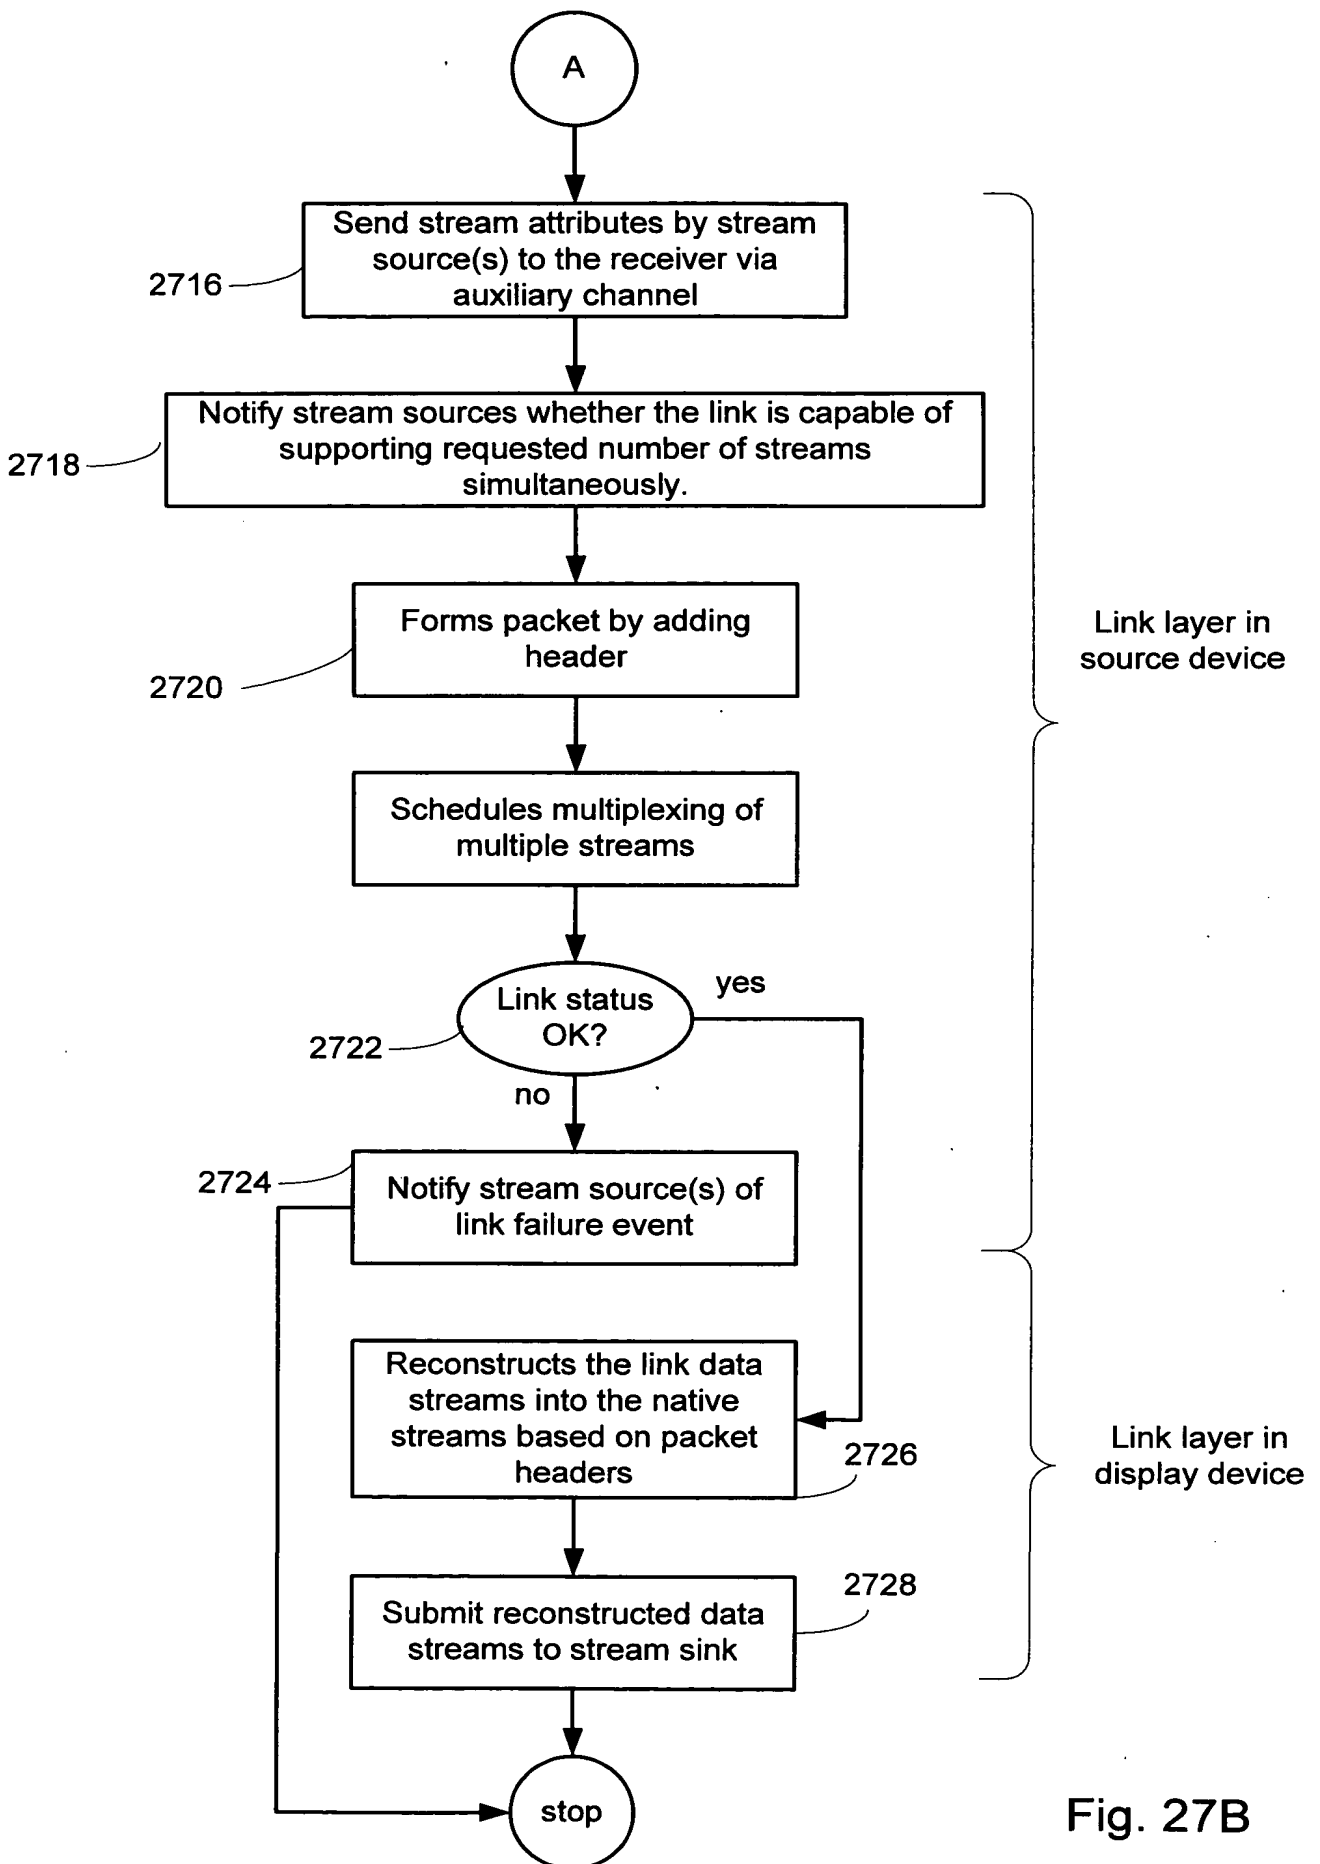 A
Send stream attributes by stream
source(s) to the receiver via
auxiliary channel
2716
Notify stream sources whether the link is capable of
supporting requested number of streams
simultaneously.
2718
Forms packet by adding
header
2720
Link layer in
source device
Schedules multiplexing of
multiple streams
Link status
OK?
yes
2722
no
2724
Notify stream source(s) of
link failure event
Reconstructs the link data
streams into the native
streams based on packet
headers
2726
Link layer in
display device
2728
Submit reconstructed data
streams to stream sink
stop
Fig. 27B